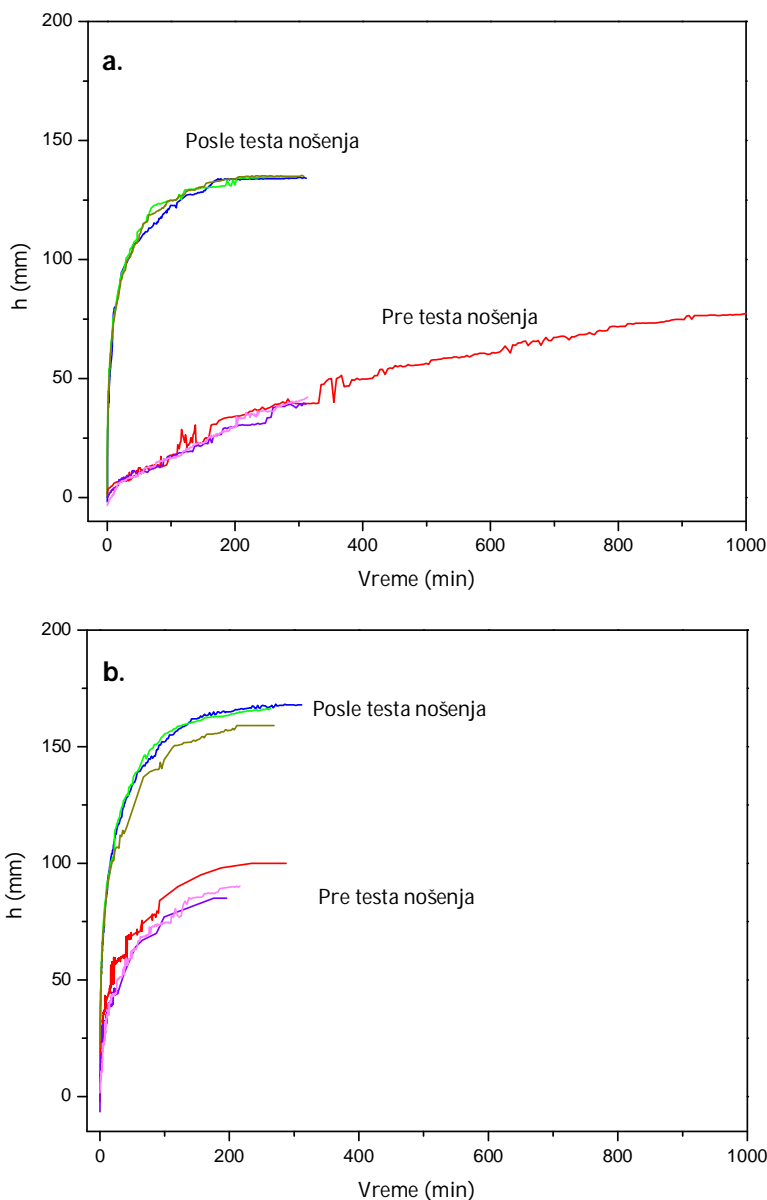 200
a.
Posle testa nošenja
150
h (mm)
100
Pre testa nošenja
50
0
0 200 400 600 800 1000
Vreme (min)
200
b.
Posle testa nošenja
150
h (mm)
100
Pre testa nošenja
50
0
0 200 400 600 800 1000
Vreme (min)